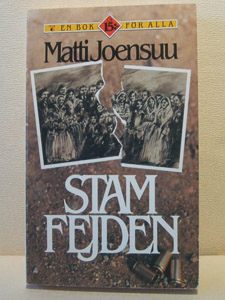 EN BOK 15:- FÖR ALLA
Matti Joensuu
STAM
FEJDEN